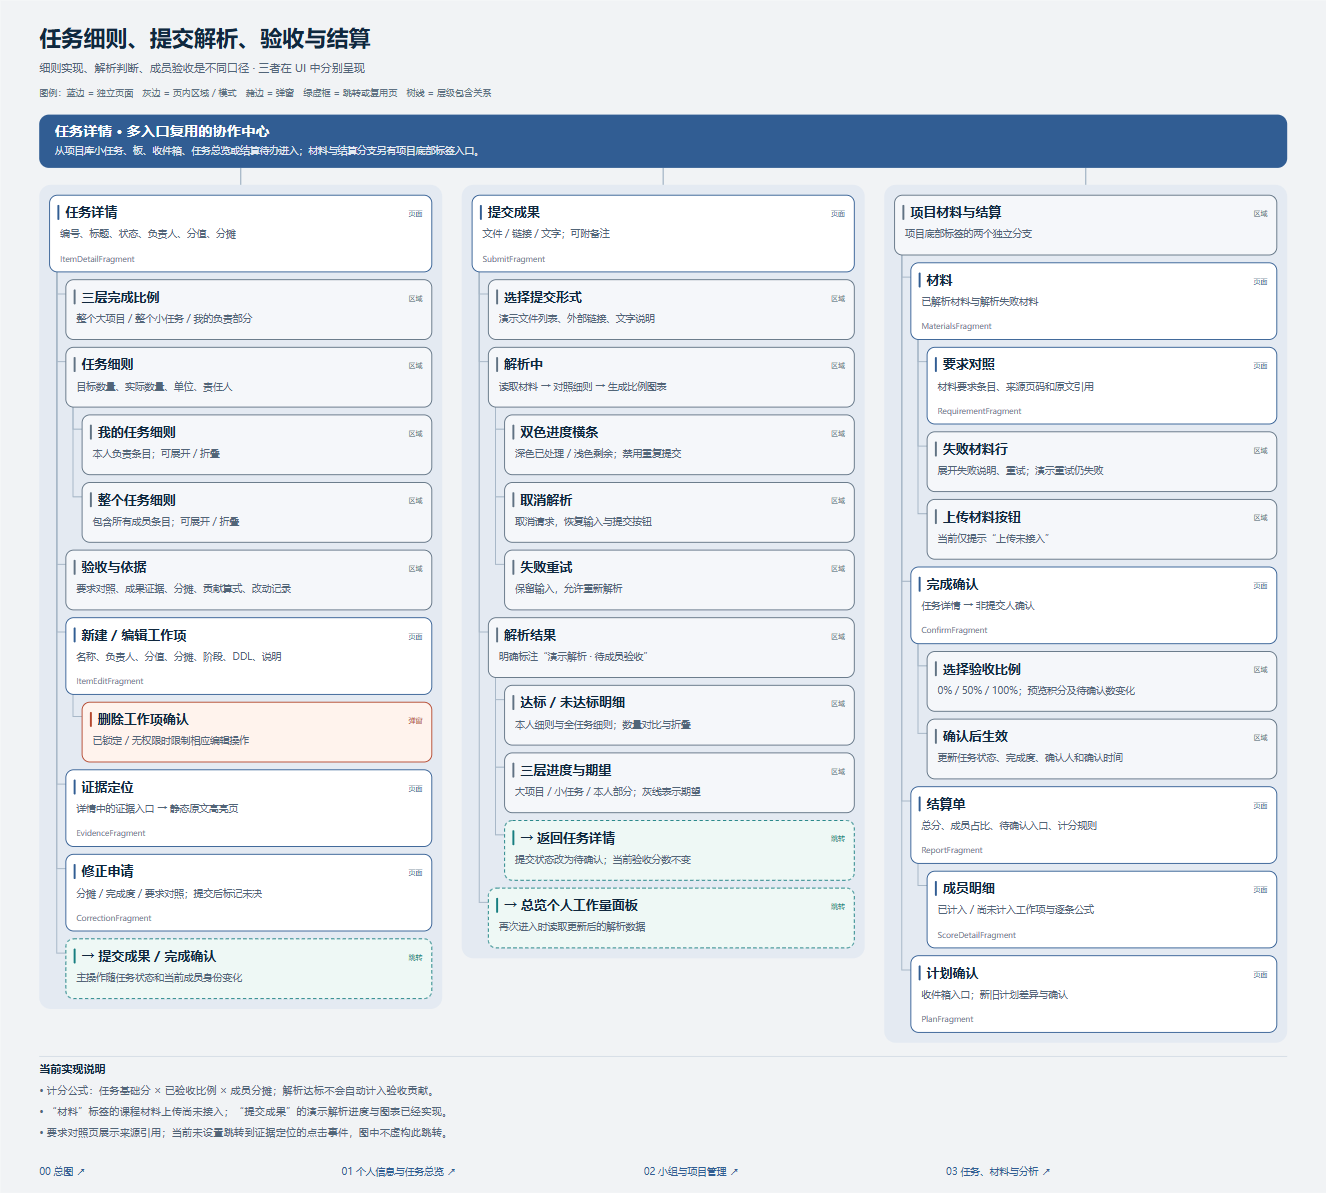 任务细则、提交解析、验收与结算
细则实现、解析判断、成员验收是不同口径 · 三者在 UI 中分别呈现
图例：蓝边 = 独立页面　灰边 = 页内区域 / 模式　赭边 = 弹窗　绿虚框 = 跳转或复用页　树线 = 层级包含关系
任务详情 • 多入口复用的协作中心
从项目库小任务、板、收件箱、任务总览或结算待办进入；材料与结算分支另有项目底部标签入口。
任务详情
页面
编号、标题、状态、负责人、分值、分摊
ItemDetailFragment
三层完成比例
区域
整个大项目 / 整个小任务 / 我的负责部分
任务细则
区域
目标数量、实际数量、单位、责任人
我的任务细则
区域
本人负责条目；可展开 / 折叠
整个任务细则
区域
包含所有成员条目；可展开 / 折叠
验收与依据
区域
要求对照、成果证据、分摊、贡献算式、改动记录
新建 / 编辑工作项
页面
名称、负责人、分值、分摊、阶段、DDL、说明
ItemEditFragment
删除工作项确认
弹窗
已锁定 / 无权限时限制相应编辑操作
证据定位
页面
详情中的证据入口 → 静态原文高亮页
EvidenceFragment
修正申请
页面
分摊 / 完成度 / 要求对照；提交后标记未决
CorrectionFragment
→ 提交成果 / 完成确认
跳转
主操作随任务状态和当前成员身份变化
提交成果
页面
文件 / 链接 / 文字；可附备注
SubmitFragment
选择提交形式
区域
演示文件列表、外部链接、文字说明
解析中
区域
读取材料 → 对照细则 → 生成比例图表
双色进度横条
区域
深色已处理 / 浅色剩余；禁用重复提交
取消解析
区域
取消请求，恢复输入与提交按钮
失败重试
区域
保留输入，允许重新解析
解析结果
区域
明确标注“演示解析 · 待成员验收”
达标 / 未达标明细
区域
本人细则与全任务细则；数量对比与折叠
三层进度与期望
区域
大项目 / 小任务 / 本人部分；灰线表示期望
→ 返回任务详情
跳转
提交状态改为待确认；当前验收分数不变
→ 总览个人工作量面板
跳转
再次进入时读取更新后的解析数据
项目材料与结算
区域
项目底部标签的两个独立分支
材料
页面
已解析材料与解析失败材料
MaterialsFragment
要求对照
页面
材料要求条目、来源页码和原文引用
RequirementFragment
失败材料行
区域
展开失败说明、重试；演示重试仍失败
上传材料按钮
区域
当前仅提示“上传未接入”
完成确认
页面
任务详情 → 非提交人确认
ConfirmFragment
选择验收比例
区域
0% / 50% / 100%；预览积分及待确认数变化
确认后生效
区域
更新任务状态、完成度、确认人和确认时间
结算单
页面
总分、成员占比、待确认入口、计分规则
ReportFragment
成员明细
页面
已计入 / 尚未计入工作项与逐条公式
ScoreDetailFragment
计划确认
页面
收件箱入口；新旧计划差异与确认
PlanFragment
当前实现说明
• 计分公式：任务基础分 × 已验收比例 × 成员分摊；解析达标不会自动计入验收贡献。
• “材料”标签的课程材料上传尚未接入；“提交成果”的演示解析进度与图表已经实现。
• 要求对照页展示来源引用；当前未设置跳转到证据定位的点击事件，图中不虚构此跳转。
00 总图 ↗
01 个人信息与任务总览 ↗
02 小组与项目管理 ↗
03 任务、材料与分析 ↗